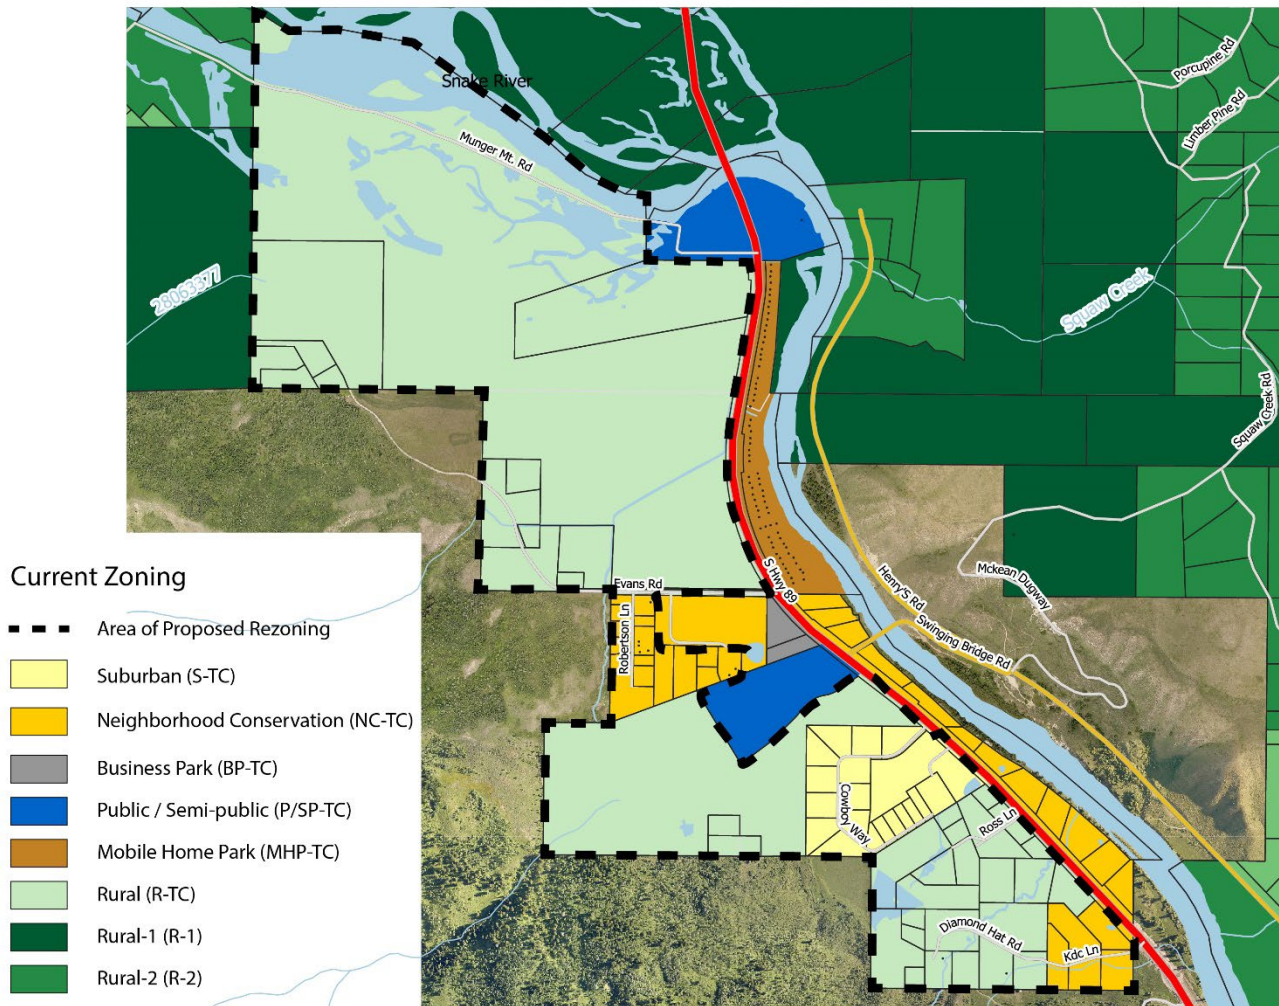 Porcupine Rd
Limber Pine Rd
Snake River
Munger Mt. Rd
28063377
Squaw Creek
Squaw Creek Rd
Mckean Dugway
S Hwy 89
Henry'S Rd
Swinging Bridge Rd
Evans Rd
Robertson Ln
Cowboy Way
Ross Ln
Diamond Hat Rd
Kdc Ln
Current Zoning
Area of Proposed Rezoning
Suburban (S-TC)
Neighborhood Conservation (NC-TC)
Business Park (BP-TC)
Public / Semi-public (P/SP-TC)
Mobile Home Park (MHP-TC)
Rural (R-TC)
Rural-1 (R-1)
Rural-2 (R-2)